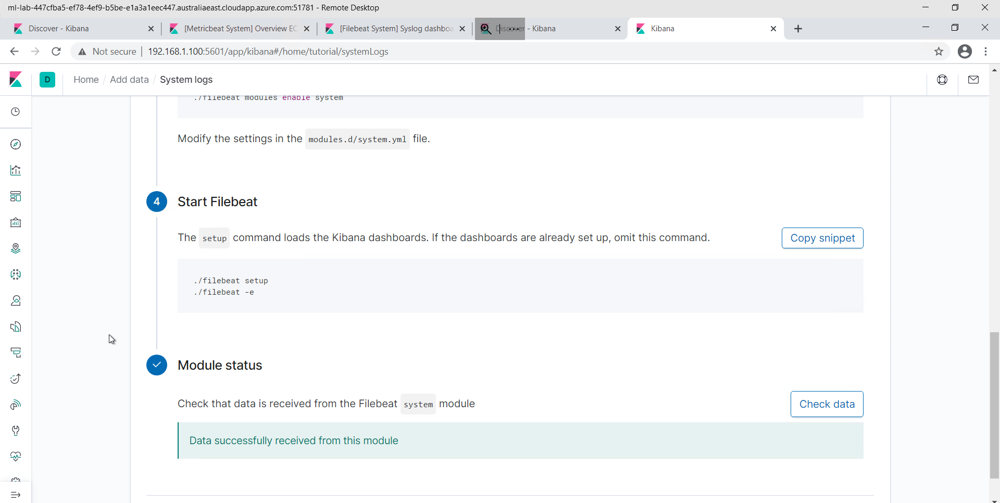 ml-lab-447cfba5-ef78-4ef9-b5be-e1a3a1eec447.australiaeast.cloudapp.azure.com:51781 - Remote Desktop
Discover - Kibana
[Metricbeat System] Overview EC
[Filebeat System] Syslog dashboa
Discover - Kibana
Kibana
Not secure
192.168.1.100:5601/app/kibana#/home/tutorial/systemLogs
D
Home / Add data / System logs
./filebeat modules enable system
Modify the settings in the modules.d/system.yml file.
4 Start Filebeat
The setup command loads the Kibana dashboards. If the dashboards are already set up, omit this command.
Copy snippet
./filebeat setup
./filebeat -e
Module status
Check that data is received from the Filebeat system module
Check data
Data successfully received from this module